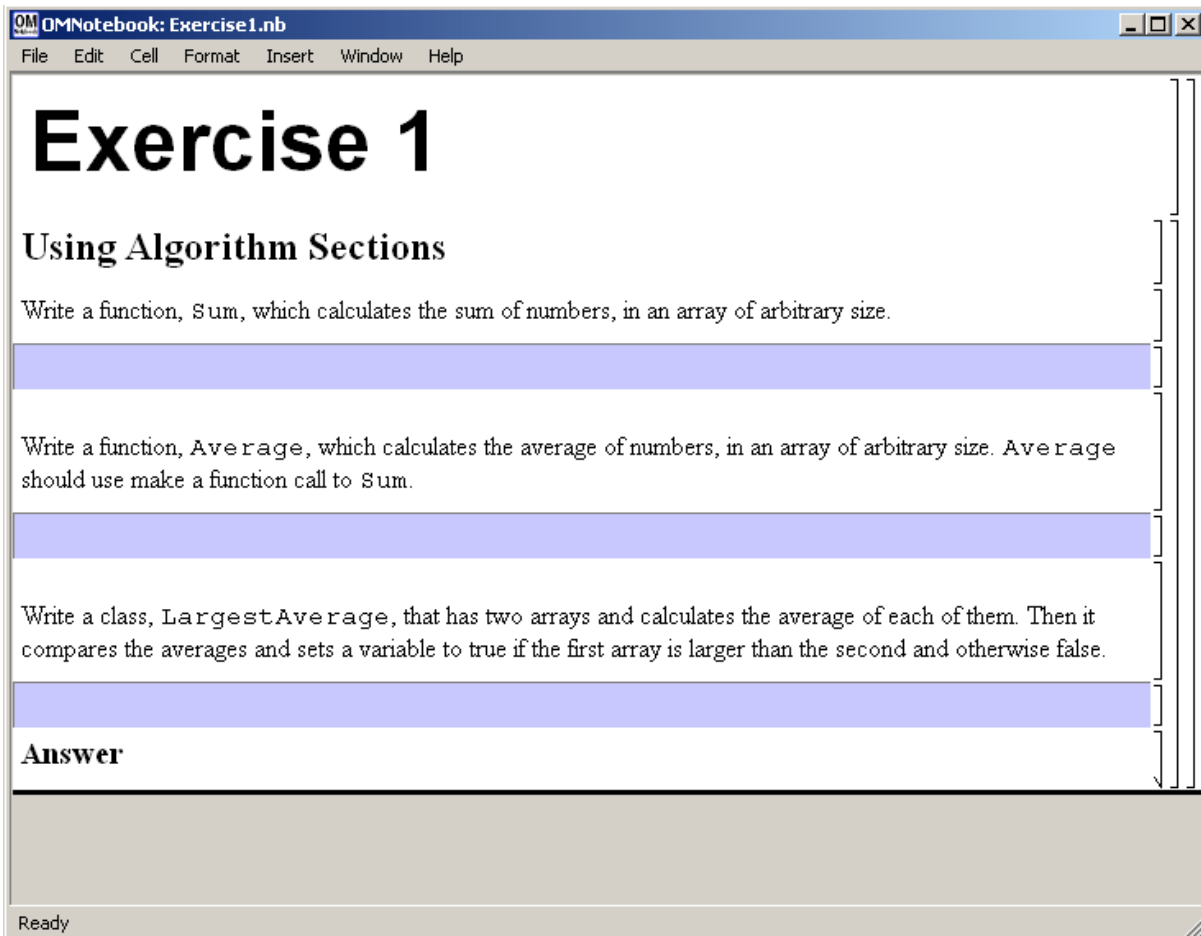 OMNotebook: Exercise1.nb
File Edit Cell Format Insert Window Help
Exercise 1
Using Algorithm Sections
Write a function, Sum, which calculates the sum of numbers, in an array of arbitrary size.
Write a function, Average, which calculates the average of numbers, in an array of arbitrary size. Average
should use make a function call to Sum.
Write a class, LargestAverage, that has two arrays and calculates the average of each of them. Then it
compares the averages and sets a variable to true if the first array is larger than the second and otherwise false.
Answer
Ready